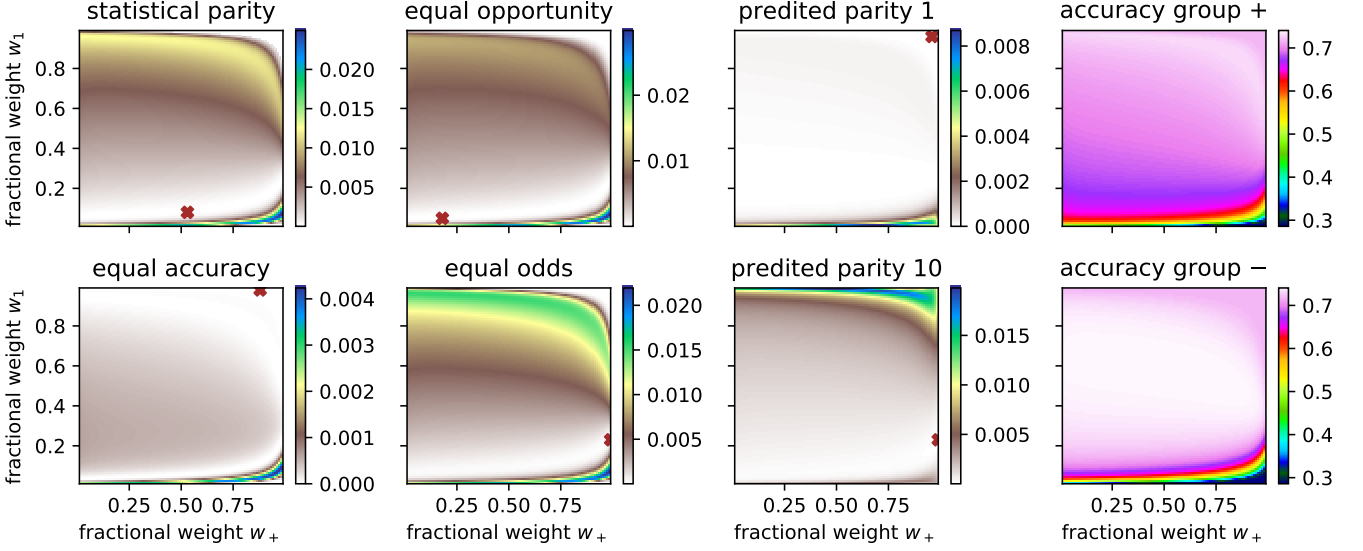 statistical parity
equal opportunity
predited parity 1
accuracy group +
fractional weight w₁
0.8
0.6
0.4
0.2
0.020
0.015
0.010
0.005
0.02
0.01
0.008
0.006
0.004
0.002
0.000
0.7
0.6
0.5
0.4
0.3
equal accuracy
equal odds
predited parity 10
accuracy group −
fractional weight w₁
0.8
0.6
0.4
0.2
0.004
0.003
0.002
0.001
0.000
0.020
0.015
0.010
0.005
0.015
0.010
0.005
0.7
0.6
0.5
0.4
0.3
0.25 0.50 0.75
0.25 0.50 0.75
0.25 0.50 0.75
0.25 0.50 0.75
fractional weight w₊
fractional weight w₊
fractional weight w₊
fractional weight w₊